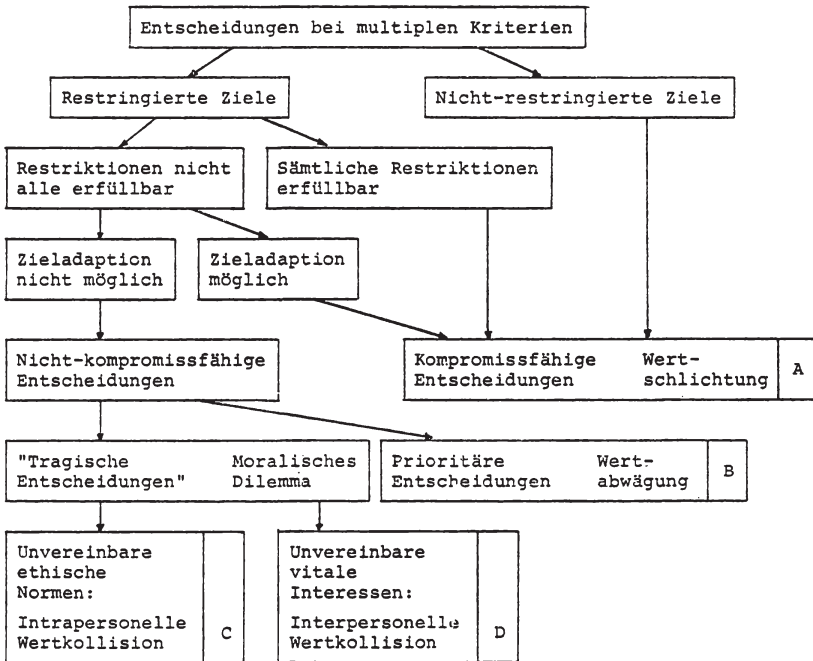 Entscheidungen bei multiplen Kriterien
Restringierte Ziele
Nicht-restringierte Ziele
Restriktionen nicht
alle erfüllbar
Sämtliche Restriktionen
erfüllbar
Zieladaption
nicht möglich
Zieladaption
möglich
Nicht-kompromissfähige
Entscheidungen
Kompromissfähige
Entscheidungen
Wert-
schlichtung
A
"Tragische
Entscheidungen"
Moralisches
Dilemma
Prioritäre
Entscheidungen
Wert-
abwägung
B
Unvereinbare
ethische
Normen:
Intrapersonelle
Wertkollision
C
Unvereinbare
vitale
Interessen:
Interpersonelle
Wertkollision
D